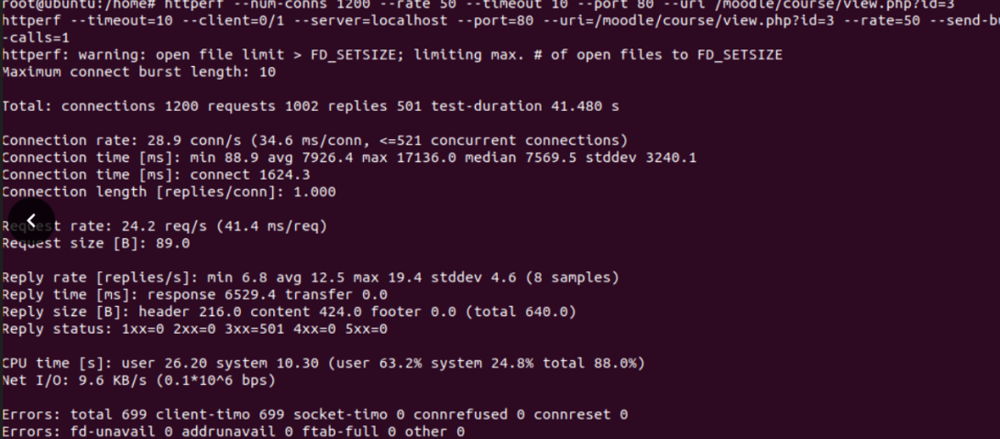 root@ubuntu:/home# httperf --num-conns 1200 --rate 50 --timeout 10 --port 80 --uri /moodle/course/view.php?id=3
httperf --timeout=10 --client=0/1 --server=localhost --port=80 --uri=/moodle/course/view.php?id=3 --rate=50 --send-bu
-calls=1
httperf: warning: open file limit > FD_SETSIZE; limiting max. # of open files to FD_SETSIZE
Maximum connect burst length: 10
Total: connections 1200 requests 1002 replies 501 test-duration 41.480 s
Connection rate: 28.9 conn/s (34.6 ms/conn, <=521 concurrent connections)
Connection time [ms]: min 88.9 avg 7926.4 max 17136.0 median 7569.5 stddev 3240.1
Connection time [ms]: connect 1624.3
Connection length [replies/conn]: 1.000
Request rate: 24.2 req/s (41.4 ms/req)
Request size [B]: 89.0
Reply rate [replies/s]: min 6.8 avg 12.5 max 19.4 stddev 4.6 (8 samples)
Reply time [ms]: response 6529.4 transfer 0.0
Reply size [B]: header 216.0 content 424.0 footer 0.0 (total 640.0)
Reply status: 1xx=0 2xx=0 3xx=501 4xx=0 5xx=0
CPU time [s]: user 26.20 system 10.30 (user 63.2% system 24.8% total 88.0%)
Net I/O: 9.6 KB/s (0.1*10^6 bps)
Errors: total 699 client-timo 699 socket-timo 0 connrefused 0 connreset 0
Errors: fd-unavail 0 addrunavail 0 ftab-full 0 other 0